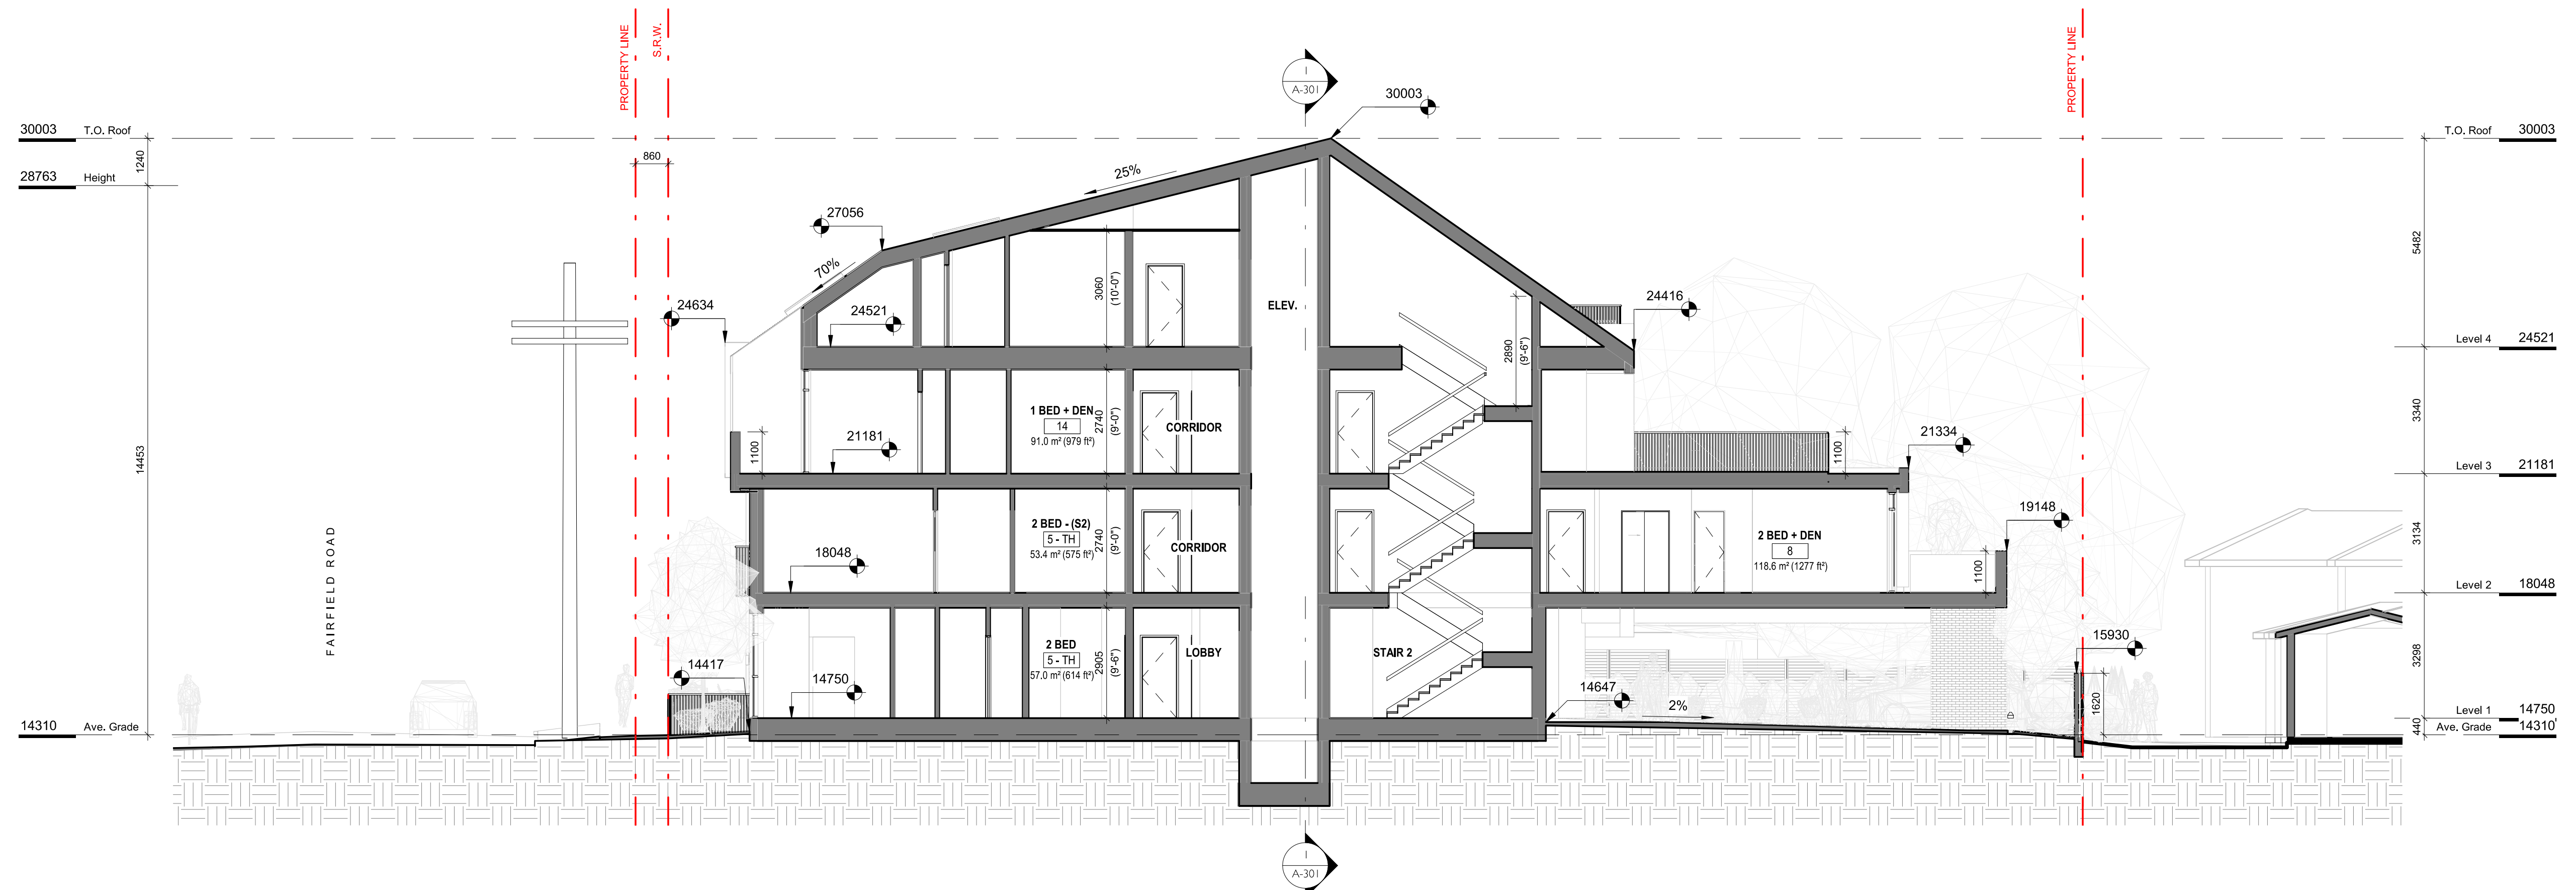 PROPERTY LINE
S.R.W.
PROPERTY LINE
1
A-301
30003
30003 T.O. Roof
T.O. Roof 30003
1240
860
28763 Height
25%
27056
70%
24634
24521
3060
(10'-0")
ELEV.
2890
(9'-6")
24416
5482
Level 4 24521
14453
1 BED + DEN
14
91.0 m² (979 ft²)
2740
(9'-0")
CORRIDOR
21181
1100
1100
21334
3340
Level 3 21181
FAIRFIELD ROAD
2 BED - (S2)
5 - TH
53.4 m² (575 ft²)
2740
(9'-0")
CORRIDOR
18048
2 BED + DEN
8
118.6 m² (1277 ft²)
19148
1100
3134
Level 2 18048
2 BED
5 - TH
57.0 m² (614 ft²)
2905
(9'-6")
LOBBY
STAIR 2
14417
14750
14647
2%
15930
1620
3298
Level 1 14750
440
14310 Ave. Grade
Ave. Grade 14310
1
A-301